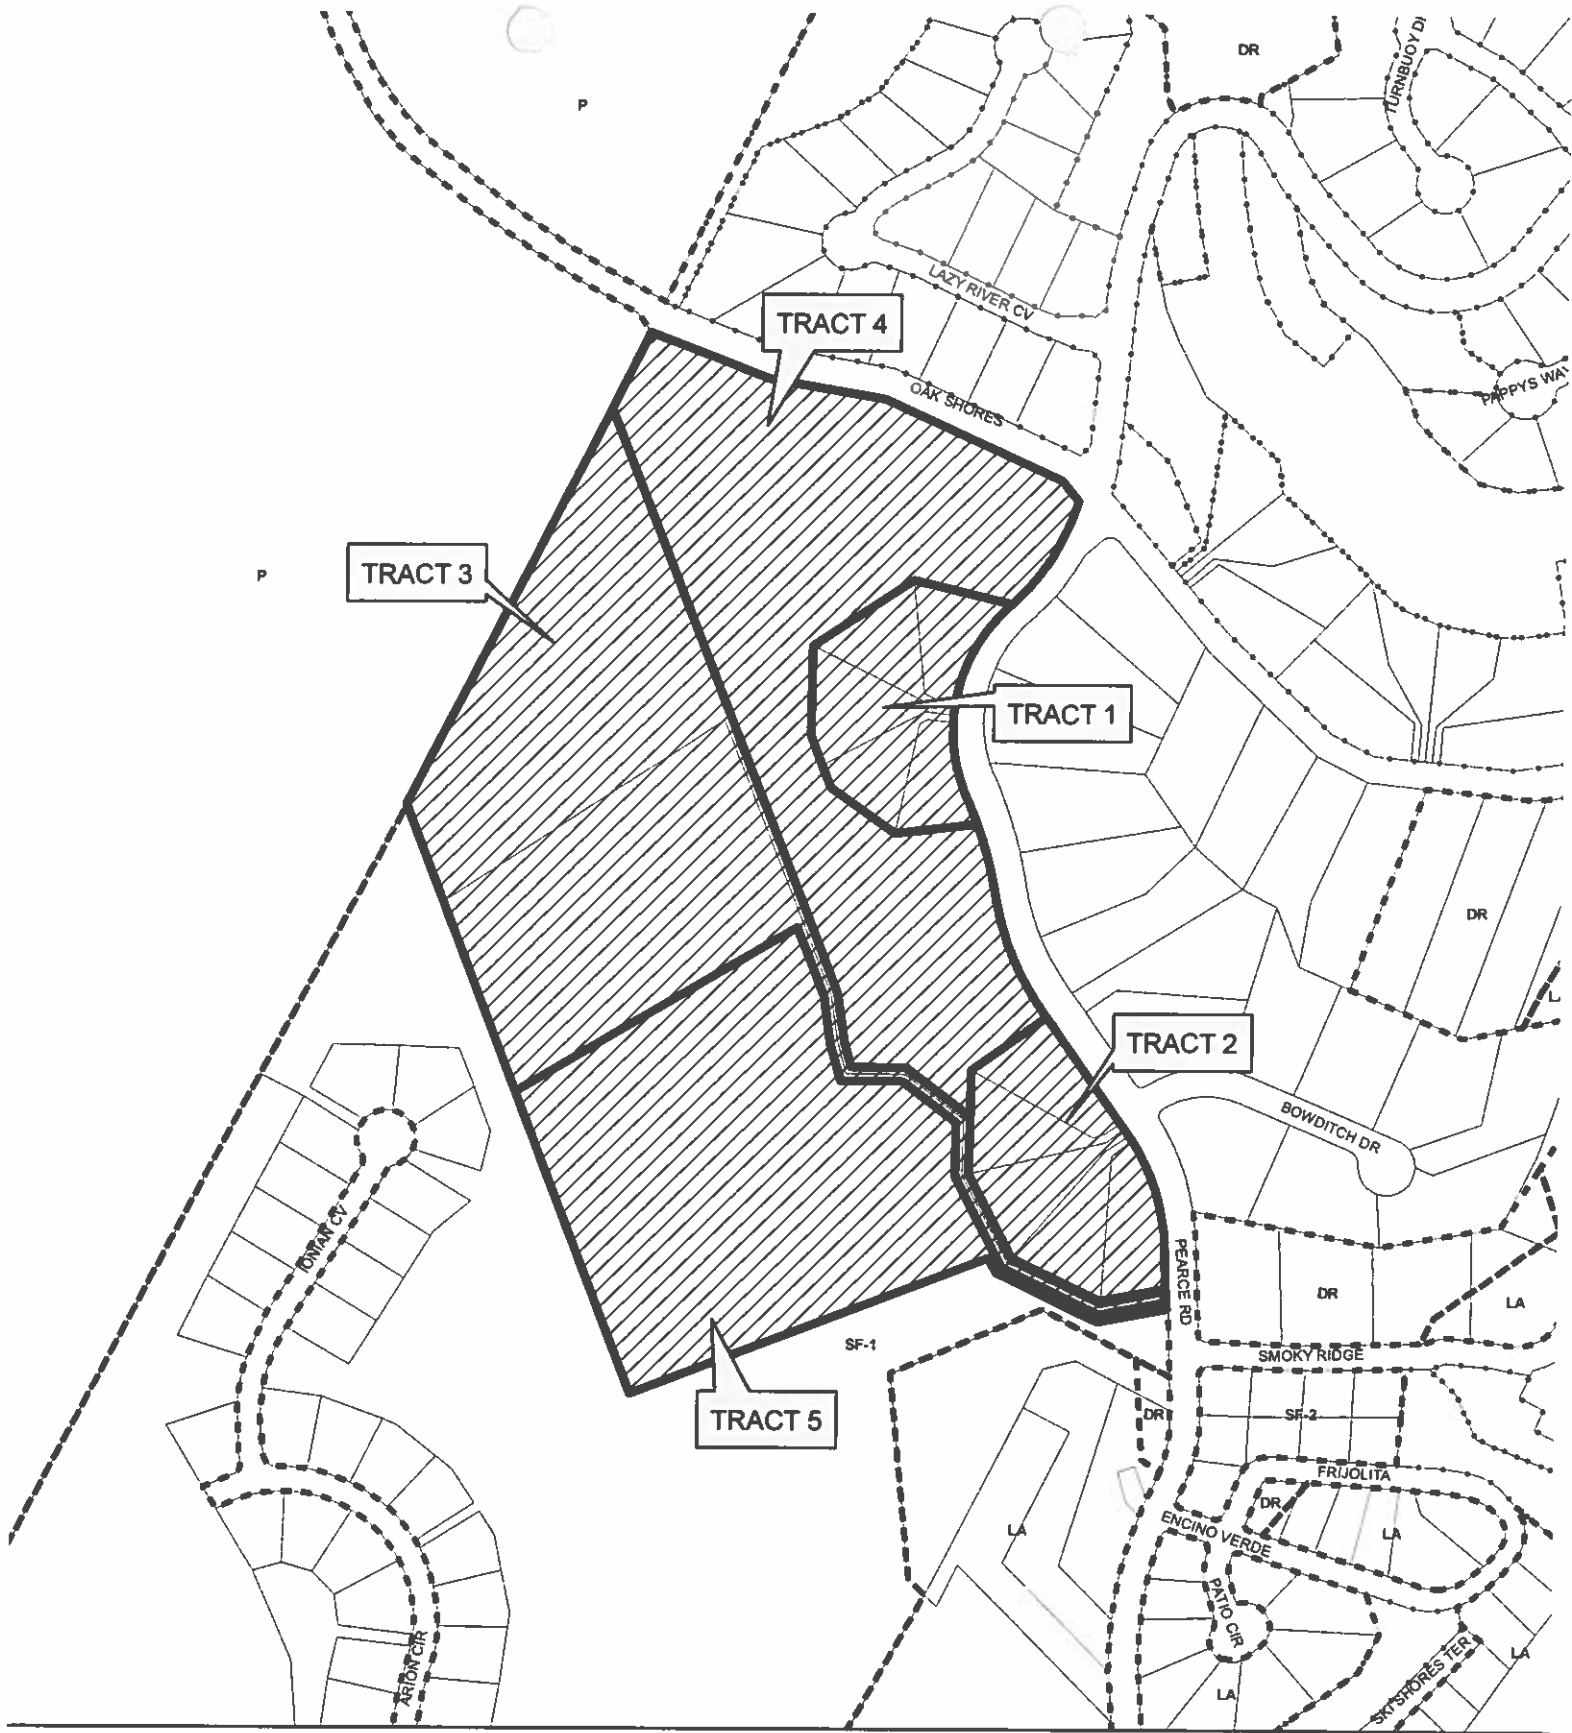 DR
TURNBUOY
P
LAZY RIVER CV
TRACT 4
OAK SHORES
PAPPYS WAY
TRACT 3
P
TRACT 1
DR
TRACT 2
BOWDITCH DR
IONIAN CV
PEARCE RD
DR
LA
SF-1
SMOKY RIDGE
TRACT 5
DR
SF-2
FRIJOLITA
DR
ENCINO VERDE
LA
LA
PATIO CIR
ARION CIR
SKI SHORES TER
LA
LA